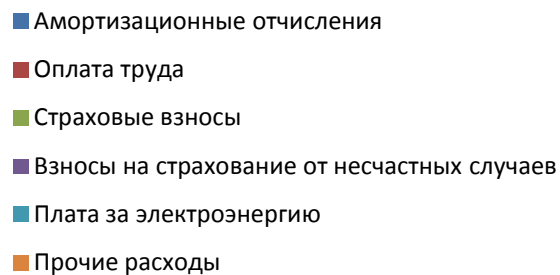 Амортизационные отчисления
Оплата труда
Страховые взносы
Взносы на страхование от несчастных случаев
Плата за электроэнергию
Прочие расходы